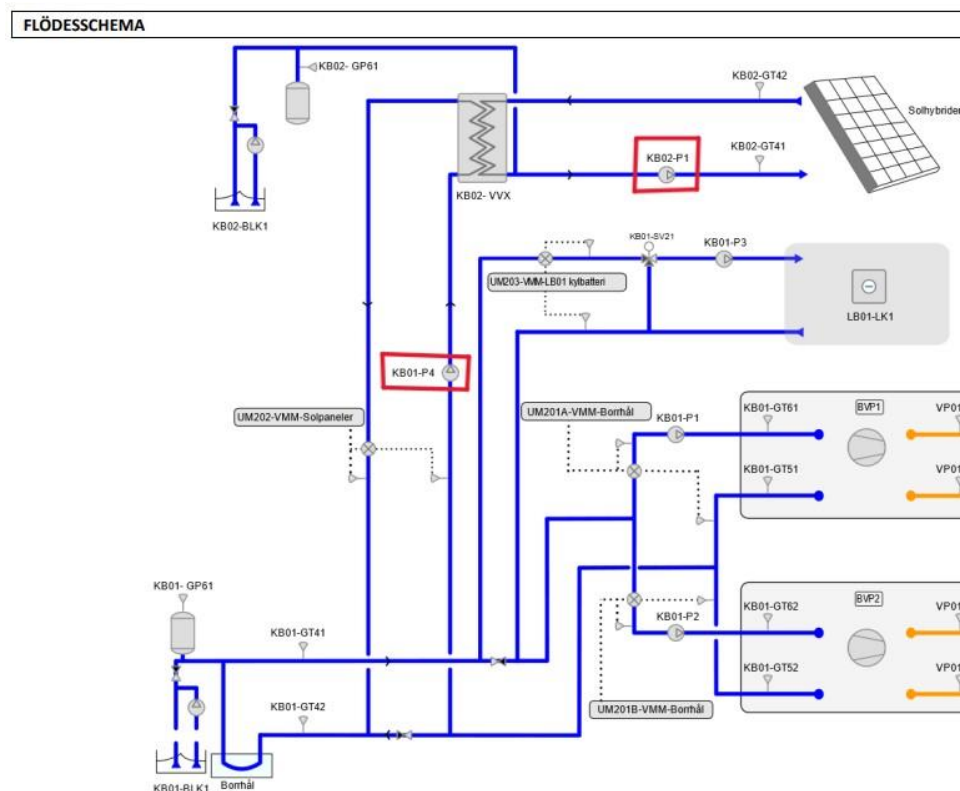 FLÖDESSCHEMA
KB02- GP61
KB02-GT42
Solhybrider
KB02-P1
KB02-GT41
KB02- VVX
KB02-BLK1
KB01-SV21
KB01-P3
UM203-VMM-LB01 kylbatteri
LB01-LK1
KB01-P4
UM202-VMM-Solpaneler
UM201A-VMM-Borrhål
KB01-P1
KB01-GT61
BVP1
VP01
KB01-GT51
VP01
KB01- GP61
KB01-GT41
KB01-P2
KB01-GT62
BVP2
VP01
KB01-GT52
VP01
KB01-GT42
UM201B-VMM-Borrhål
KB01-BLK1
Borrhål